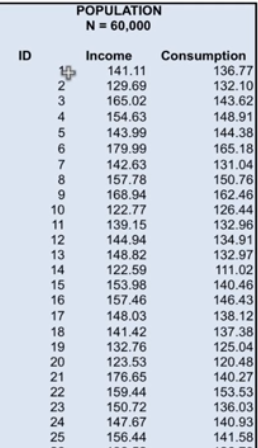 POPULATION
N = 60,000
ID Income Consumption
1 141.11 136.77
2 129.69 132.10
3 165.02 143.62
4 154.63 148.91
5 143.99 144.38
6 179.99 165.18
7 142.63 131.04
8 157.78 150.76
9 168.94 162.46
10 122.77 126.44
11 139.15 132.96
12 144.94 134.91
13 148.82 132.97
14 122.59 111.02
15 153.98 140.46
16 157.46 146.43
17 148.03 138.12
18 141.42 137.38
19 132.76 125.04
20 123.53 120.48
21 176.65 140.27
22 159.44 153.53
23 150.72 136.03
24 147.67 140.93
25 156.44 141.58